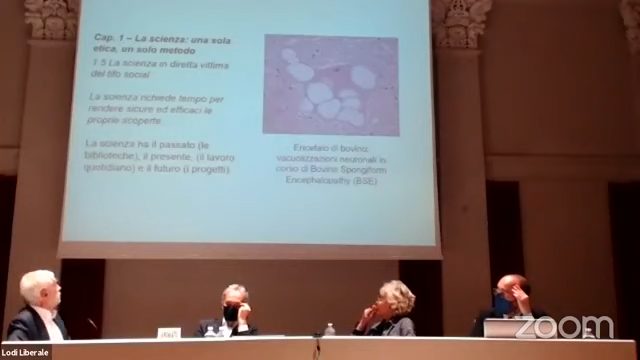 Cap. 1 – La scienza: una sola
etica, un solo metodo
1.5 La scienza in diretta vittima
del tifo social
La scienza richiede tempo per
rendere sicure ed efficaci le
proprie scoperte
La scienza ha il passato (le
biblioteche), il presente, (il lavoro
quotidiano) e il futuro (i progetti)
Encefalo di bovino:
vacuolizzazioni neuronali in
corso di Bovine Spongiform
Encephalopathy (BSE)
zoom
Lodi Liberale